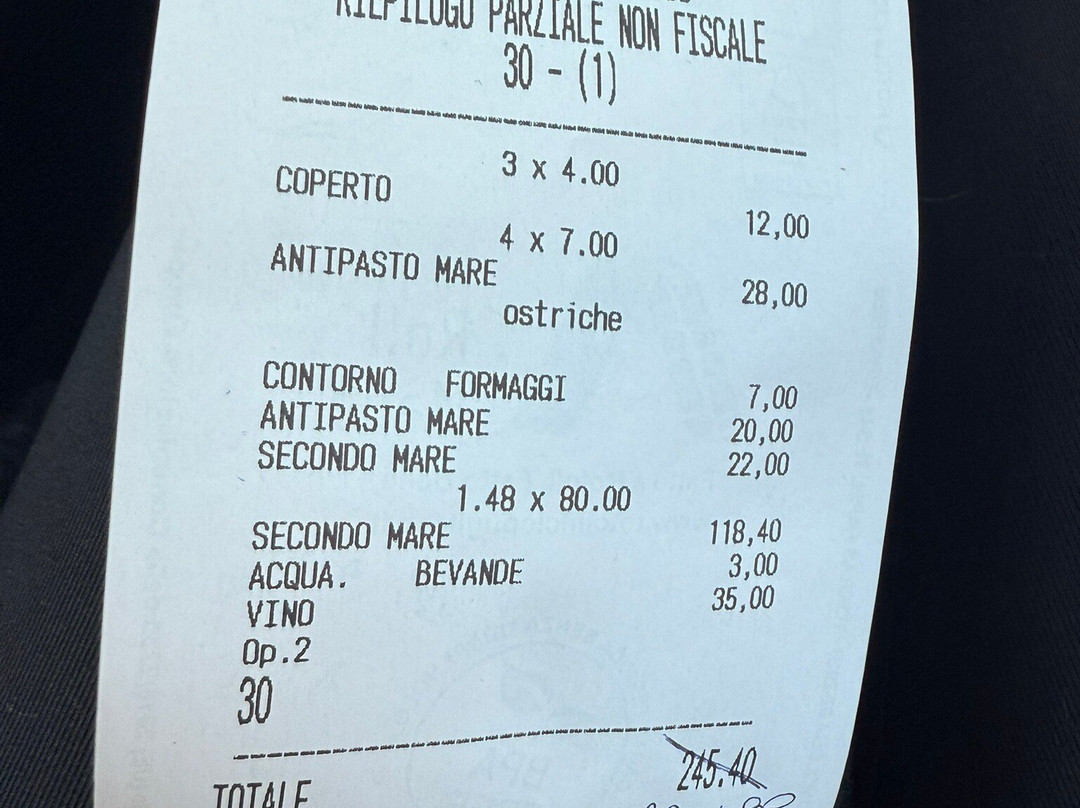 RIEPILOGO PARZIALE NON FISCALE
30 - (1)
3 x 4.00
COPERTO 12,00
4 x 7.00
ANTIPASTO MARE 28,00
ostriche
CONTORNO FORMAGGI 7,00
ANTIPASTO MARE 20,00
SECONDO MARE 22,00
1.48 x 80.00
SECONDO MARE 118,40
ACQUA. BEVANDE 3,00
VINO 35,00
Op.2
30
TOTALE 245.40